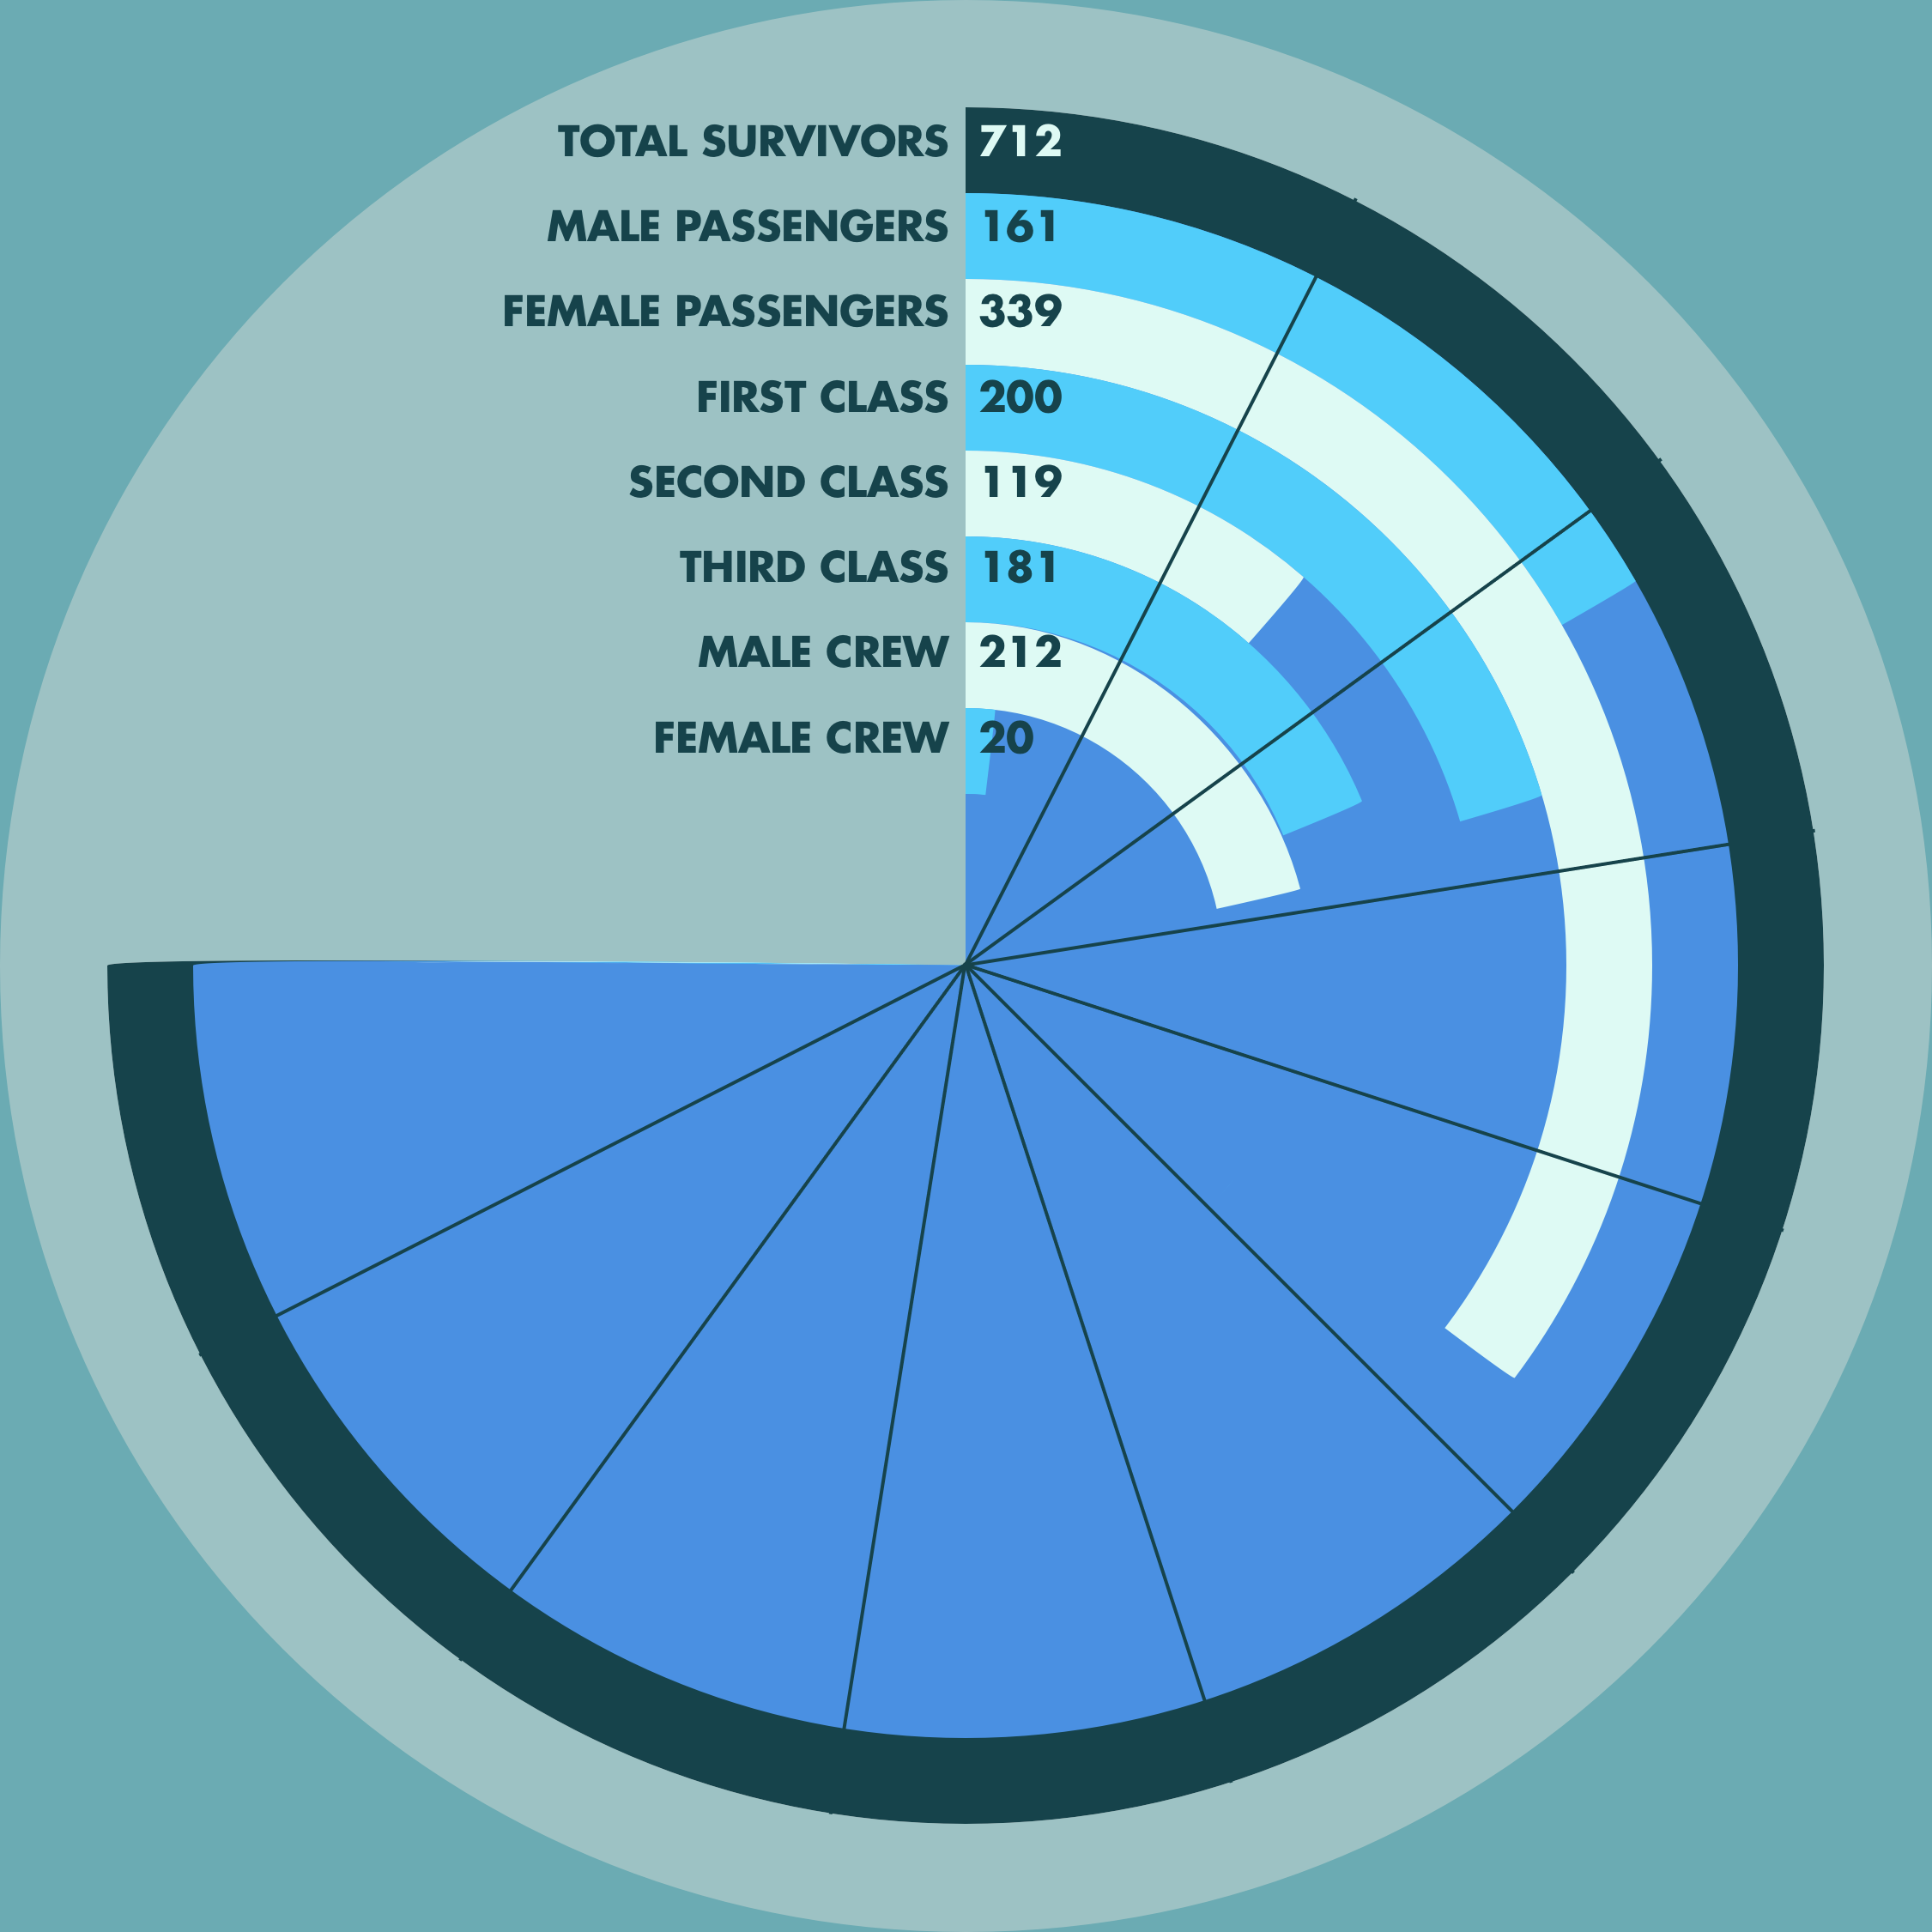 TOTAL SURVIVORS 712
MALE PASSENGERS 161
FEMALE PASSENGERS 339
FIRST CLASS 200
SECOND CLASS 119
THIRD CLASS 181
MALE CREW 212
FEMALE CREW 20